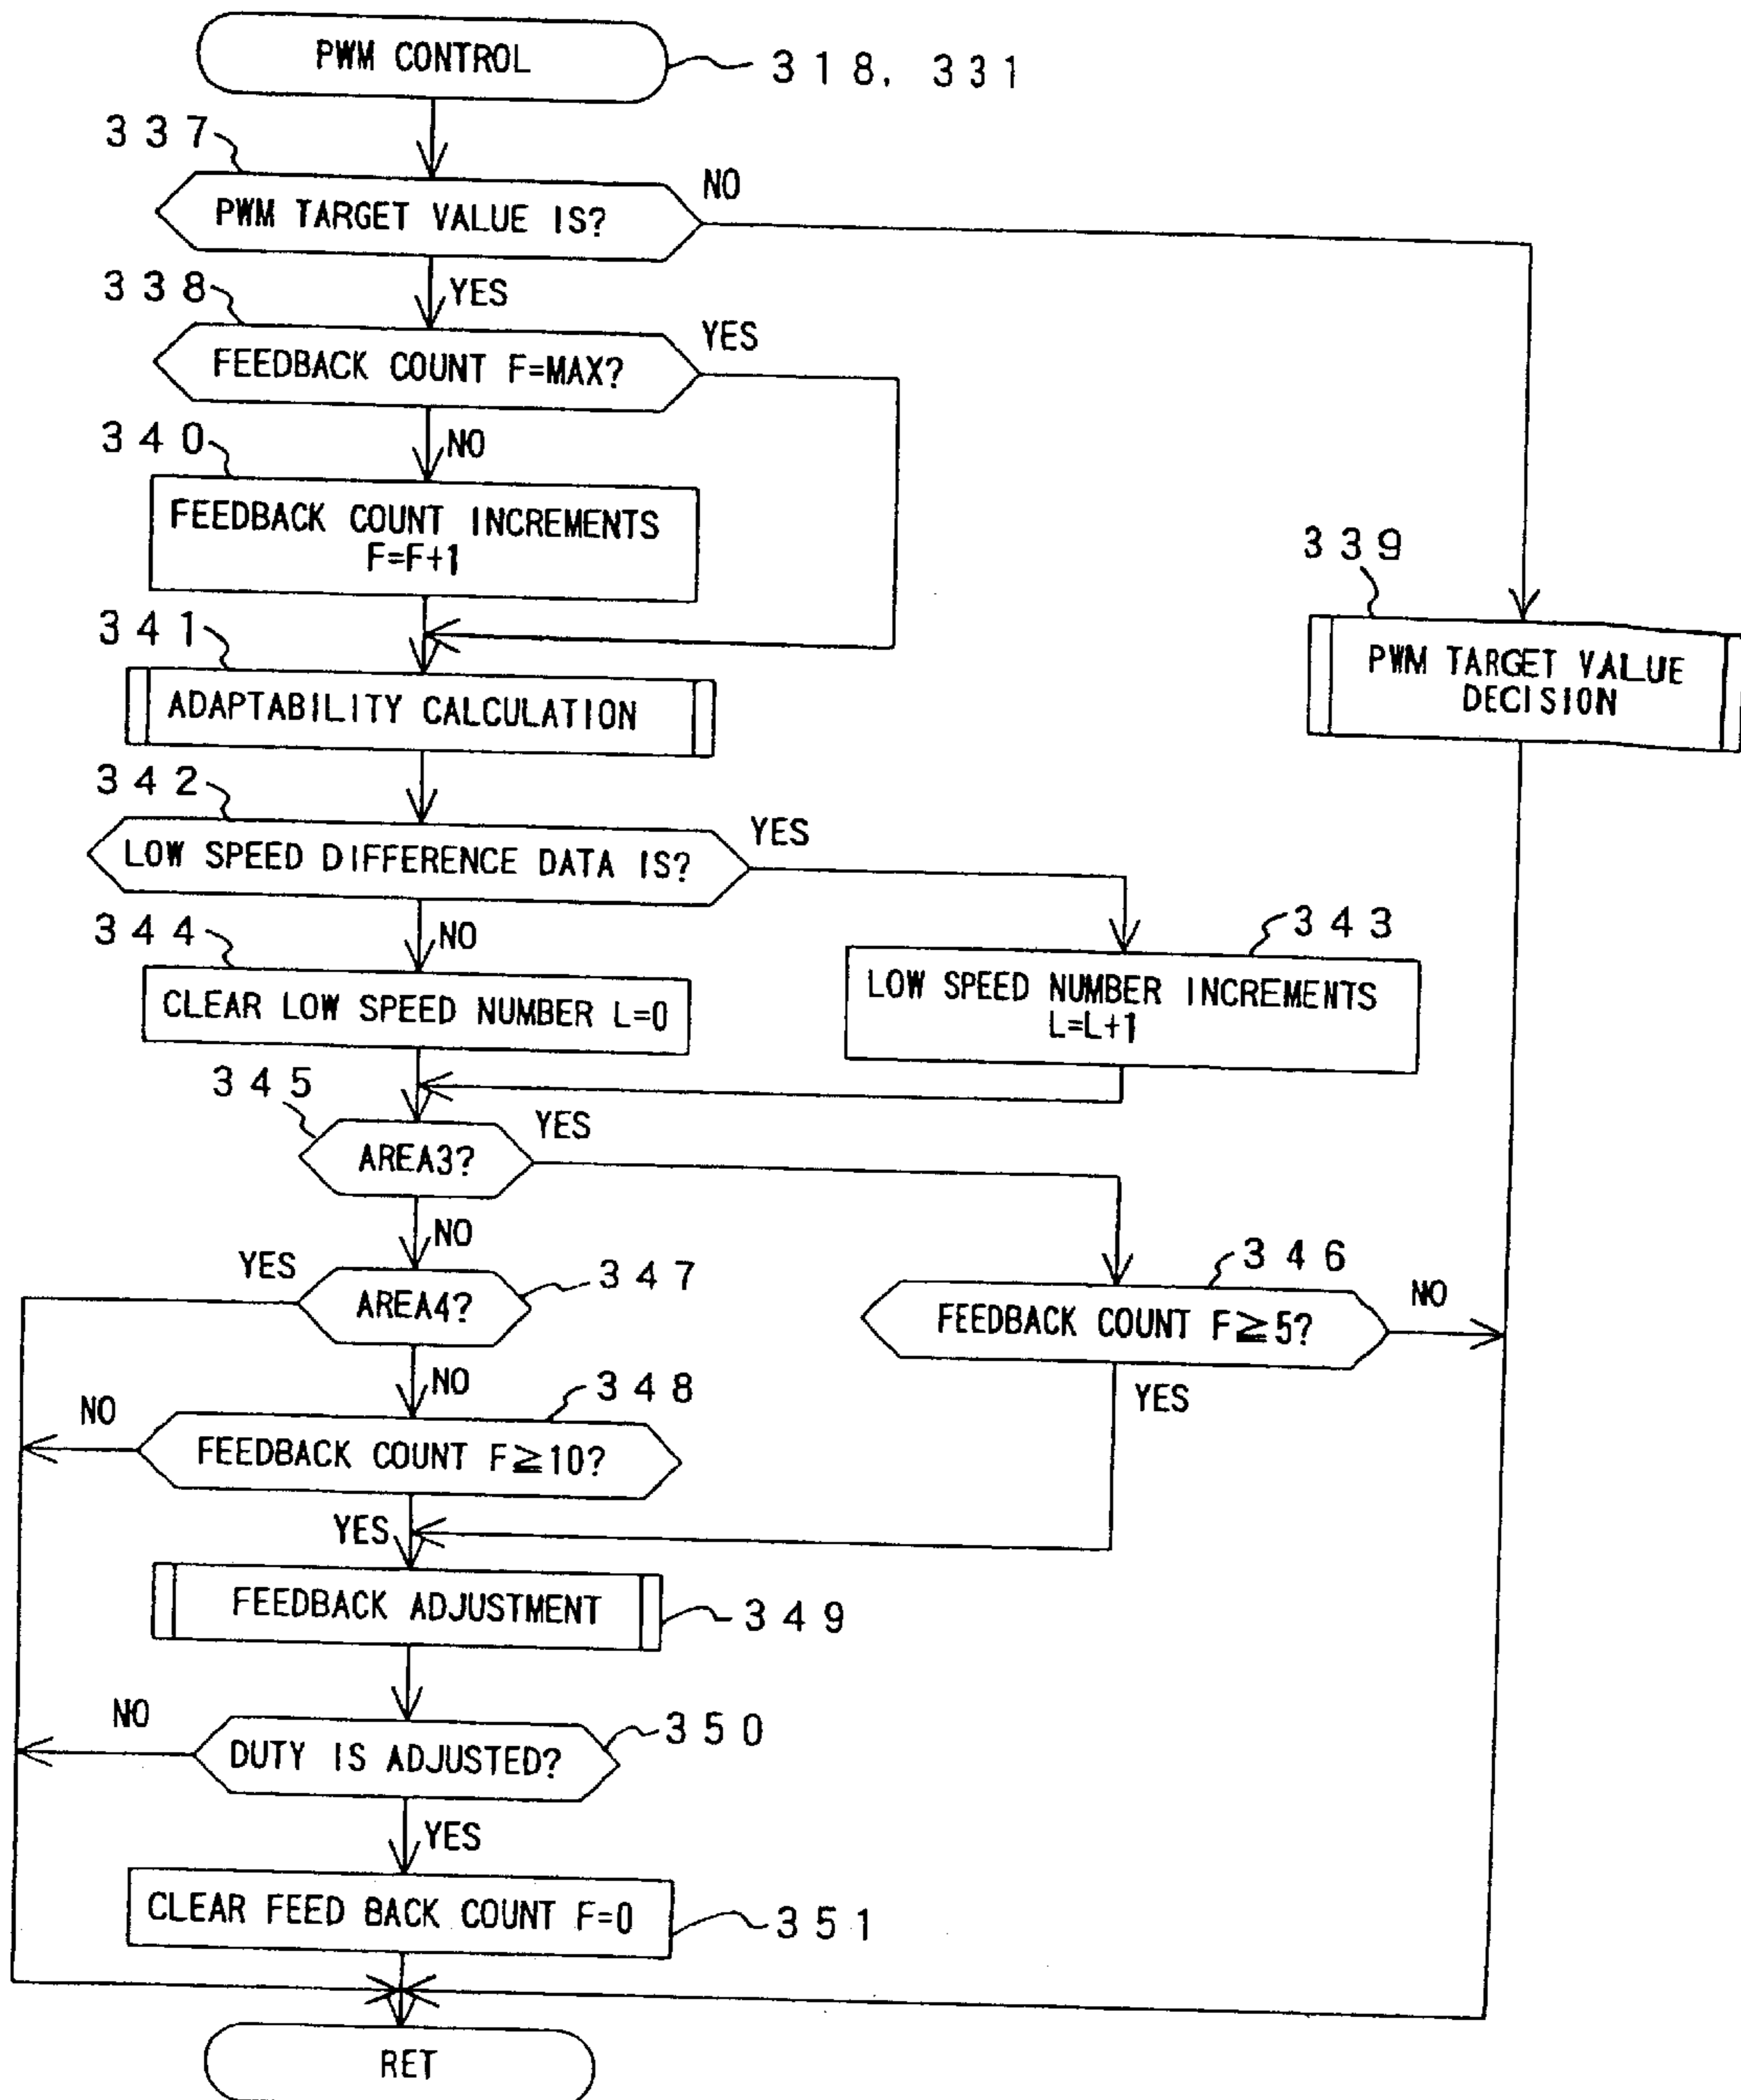 PWM CONTROL
318, 331
337
PWM TARGET VALUE IS?
NO
YES
338
FEEDBACK COUNT F=MAX?
YES
NO
340
FEEDBACK COUNT INCREMENTS
F=F+1
339
PWM TARGET VALUE
DECISION
341
ADAPTABILITY CALCULATION
342
LOW SPEED DIFFERENCE DATA IS?
YES
NO
344
CLEAR LOW SPEED NUMBER L=0
343
LOW SPEED NUMBER INCREMENTS
L=L+1
345
AREA3?
YES
NO
YES
347
AREA4?
NO
346
FEEDBACK COUNT F≧5?
NO
YES
348
NO
FEEDBACK COUNT F≧10?
YES
FEEDBACK ADJUSTMENT
349
NO
350
DUTY IS ADJUSTED?
YES
CLEAR FEED BACK COUNT F=0
351
RET